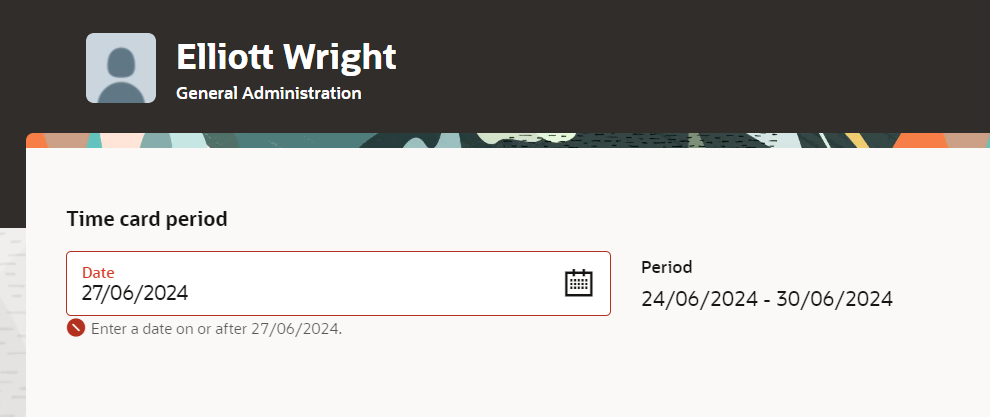 Elliott Wright
General Administration
Time card period
Date
27/06/2024
Enter a date on or after 27/06/2024.
Period
24/06/2024 - 30/06/2024